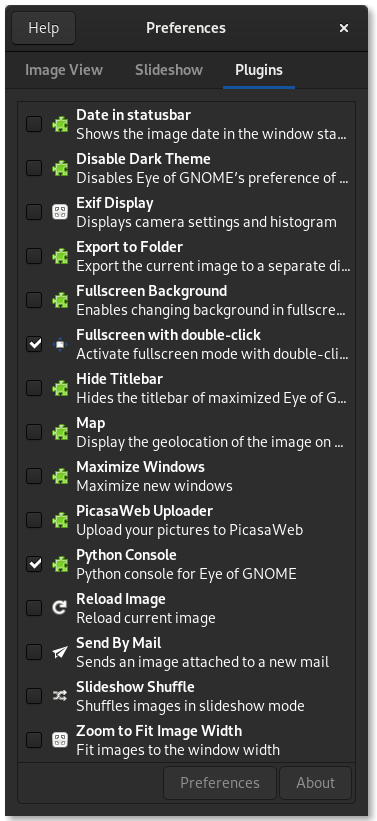 Help Preferences ×
Image View Slideshow Plugins
Date in statusbar
Shows the image date in the window sta...
Disable Dark Theme
Disables Eye of GNOME’s preference of ...
Exif Display
Displays camera settings and histogram
Export to Folder
Export the current image to a separate di...
Fullscreen Background
Enables changing background in fullscre...
Fullscreen with double-click
Activate fullscreen mode with double-cli...
Hide Titlebar
Hides the titlebar of maximized Eye of G...
Map
Display the geolocation of the image on ...
Maximize Windows
Maximize new windows
PicasaWeb Uploader
Upload your pictures to PicasaWeb
Python Console
Python console for Eye of GNOME
Reload Image
Reload current image
Send By Mail
Sends an image attached to a new mail
Slideshow Shuffle
Shuffles images in slideshow mode
Zoom to Fit Image Width
Fit images to the window width
Preferences About